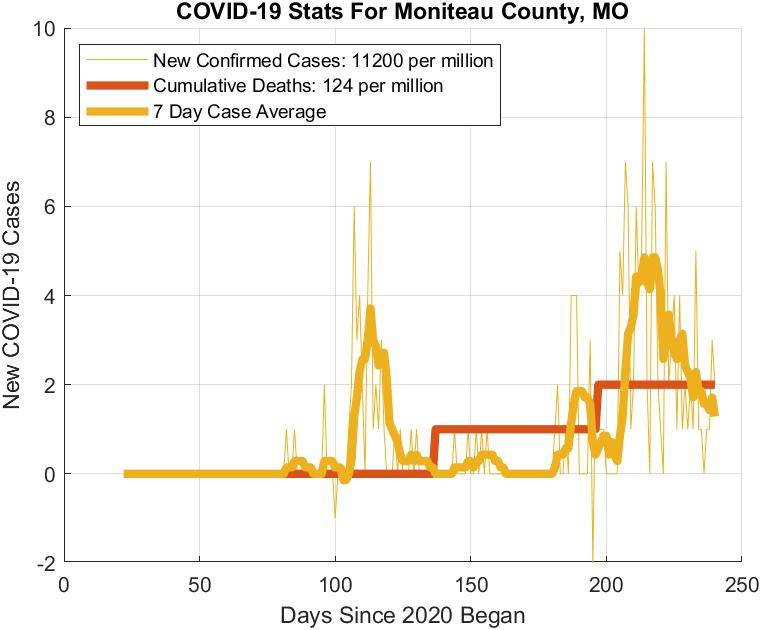 COVID-19 Stats For Moniteau County, MO
New Confirmed Cases: 11200 per million
Cumulative Deaths: 124 per million
7 Day Case Average
New COVID-19 Cases
10
8
6
4
2
0
-2
0 50 100 150 200 250
Days Since 2020 Began